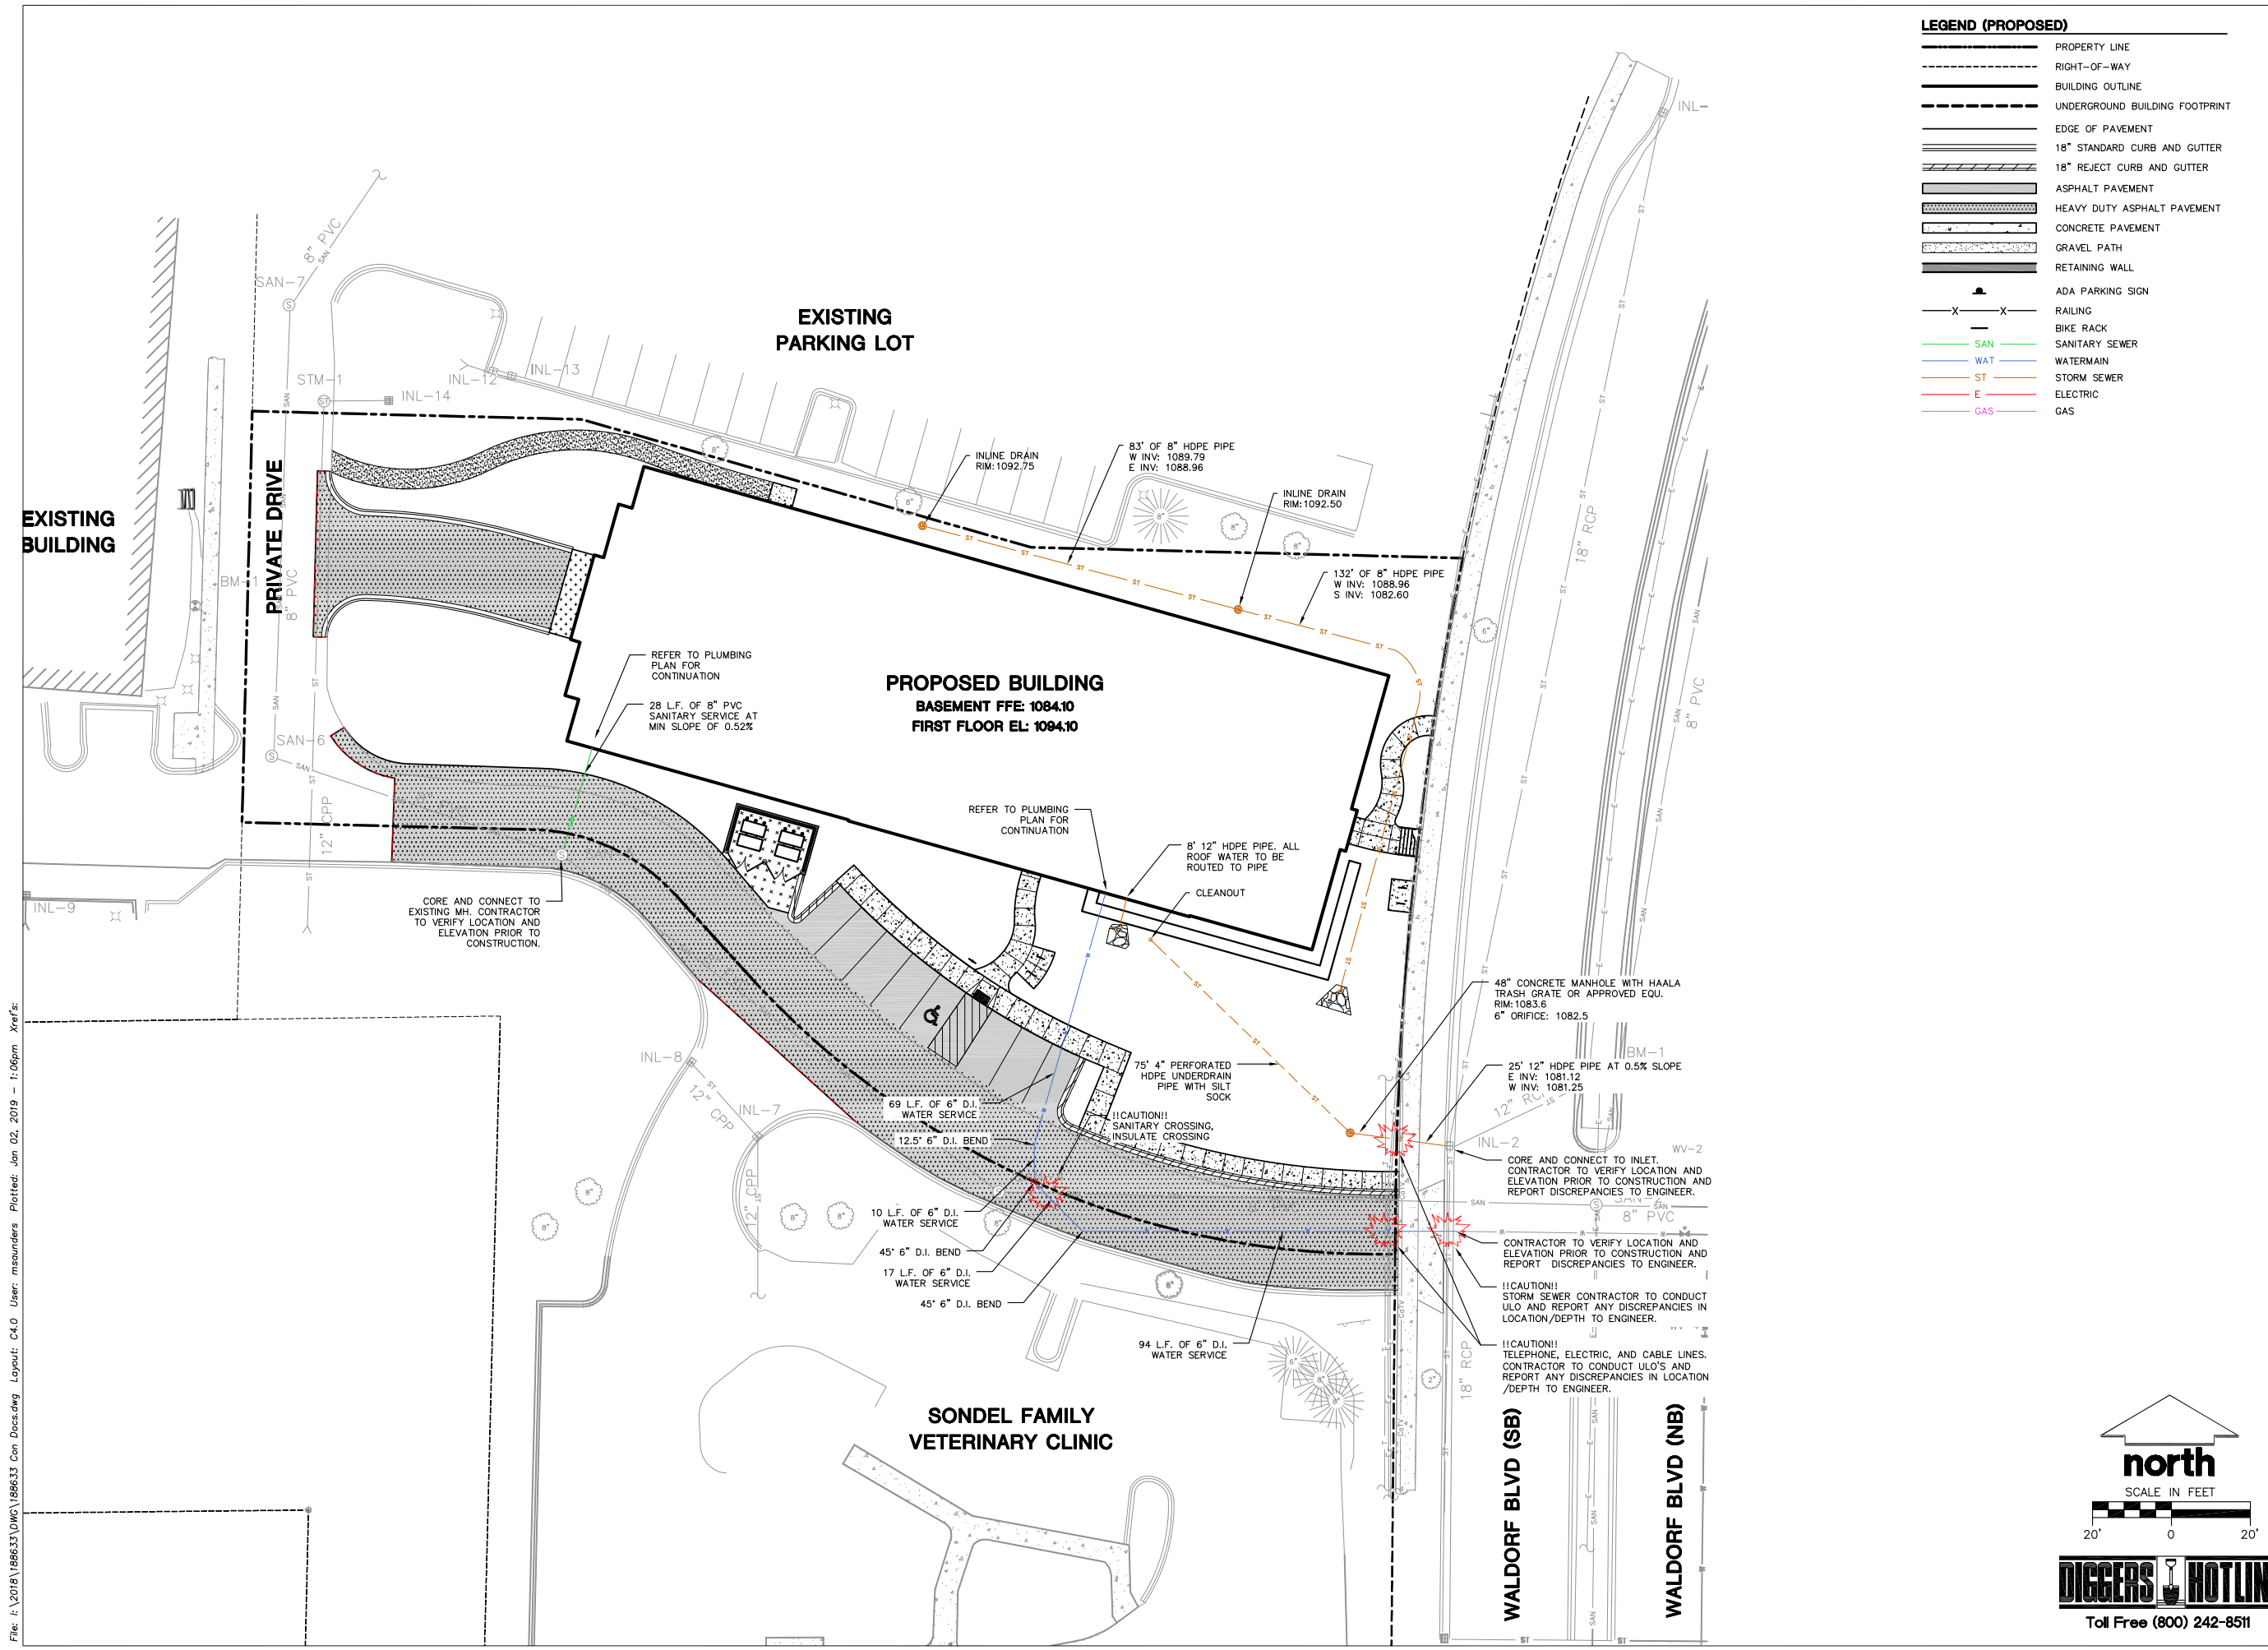 LEGEND (PROPOSED)
PROPERTY LINE
RIGHT-OF-WAY
BUILDING OUTLINE
UNDERGROUND BUILDING FOOTPRINT
EDGE OF PAVEMENT
18" STANDARD CURB AND GUTTER
18" REJECT CURB AND GUTTER
ASPHALT PAVEMENT
HEAVY DUTY ASPHALT PAVEMENT
CONCRETE PAVEMENT
GRAVEL PATH
RETAINING WALL
ADA PARKING SIGN
X X RAILING
BIKE RACK
SAN SANITARY SEWER
WAT WATERMAIN
ST STORM SEWER
E ELECTRIC
GAS GAS
INL-
8" PVC
SAN
SAN-7
EXISTING
PARKING LOT
STM-1
INL-14
INL-12
INL-13
EXISTING
BUILDING
PRIVATE DRIVE
8" PVC
BM-1
INLINE DRAIN
RIM:1092.75
83' OF 8" HDPE PIPE
W INV: 1089.79
E INV: 1088.96
INLINE DRAIN
RIM:1092.50
132' OF 8" HDPE PIPE
W INV: 1088.96
S INV: 1082.60
18" RCP
8" PVC
REFER TO PLUMBING
PLAN FOR
CONTINUATION
28 L.F. OF 8" PVC
SANITARY SERVICE AT
MIN SLOPE OF 0.52%
PROPOSED BUILDING
BASEMENT FFE: 1084.10
FIRST FLOOR EL: 1094.10
SAN-6
12" CPP
INL-9
REFER TO PLUMBING
PLAN FOR
CONTINUATION
8' 12" HDPE PIPE. ALL
ROOF WATER TO BE
ROUTED TO PIPE
CLEANOUT
CORE AND CONNECT TO
EXISTING MH. CONTRACTOR
TO VERIFY LOCATION AND
ELEVATION PRIOR TO
CONSTRUCTION.
48" CONCRETE MANHOLE WITH HAALA
TRASH GRATE OR APPROVED EQU.
RIM:1083.6
6" ORIFICE: 1082.5
BM-1
25' 12" HDPE PIPE AT 0.5% SLOPE
E INV: 1081.12
W INV: 1081.25
12" RCP
INL-8
12" CPP
INL-7
12" CPP
75' 4" PERFORATED
HDPE UNDERDRAIN
PIPE WITH SILT
SOCK
69 L.F. OF 6" D.I.
WATER SERVICE
!!CAUTION!!
SANITARY CROSSING,
INSULATE CROSSING
12.5° 6" D.I. BEND
INL-2
WV-2
CORE AND CONNECT TO INLET.
CONTRACTOR TO VERIFY LOCATION AND
ELEVATION PRIOR TO CONSTRUCTION AND
REPORT DISCREPANCIES TO ENGINEER.
SAN-2
8" PVC
10 L.F. OF 6" D.I.
WATER SERVICE
45° 6" D.I. BEND
17 L.F. OF 6" D.I.
WATER SERVICE
45° 6" D.I. BEND
94 L.F. OF 6" D.I.
WATER SERVICE
CONTRACTOR TO VERIFY LOCATION AND
ELEVATION PRIOR TO CONSTRUCTION AND
REPORT DISCREPANCIES TO ENGINEER.
!!CAUTION!!
STORM SEWER CONTRACTOR TO CONDUCT
ULO AND REPORT ANY DISCREPANCIES IN
LOCATION/DEPTH TO ENGINEER.
!!CAUTION!!
TELEPHONE, ELECTRIC, AND CABLE LINES.
CONTRACTOR TO CONDUCT ULO'S AND
REPORT ANY DISCREPANCIES IN LOCATION
/DEPTH TO ENGINEER.
18" RCP
SONDEL FAMILY
VETERINARY CLINIC
WALDORF BLVD (SB)
WALDORF BLVD (NB)
north
SCALE IN FEET
20' 0 20'
DIGGERS HOTLIN
Toll Free (800) 242-8511
File: I:\2018\188633\DWG\188633 Con Docs.dwg Layout: C4.0 User: msaunders Plotted: Jan 02, 2019 - 1:06pm Xref's: